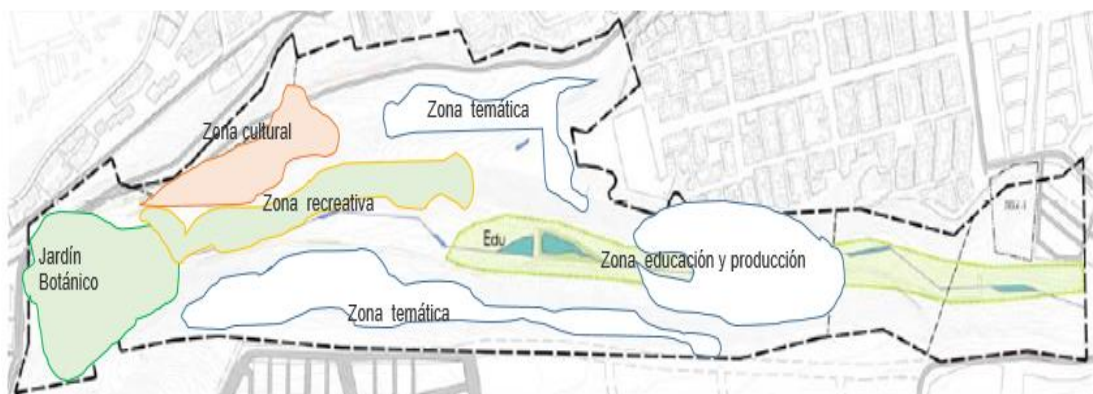 Zona temática
Zona cultural
Zona recreativa
Edu
Jardín
Botánico
Zona educación y producción
Zona temática